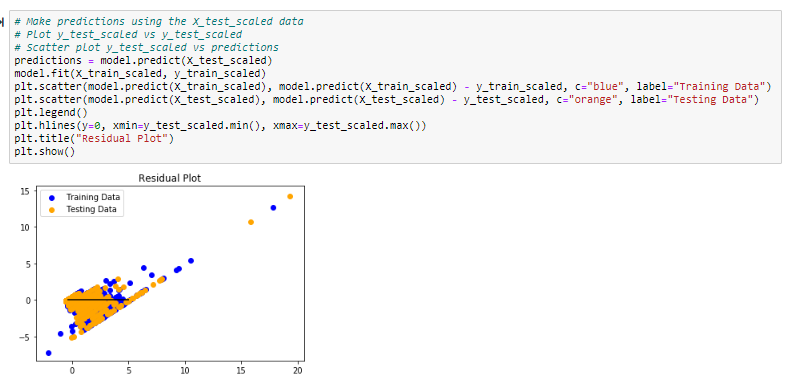 # Make predictions using the X_test_scaled data
# Plot y_test_scaled vs y_test_scaled
# Scatter plot y_test_scaled vs predictions
predictions = model.predict(X_test_scaled)
model.fit(X_train_scaled, y_train_scaled)
plt.scatter(model.predict(X_train_scaled), model.predict(X_train_scaled) - y_train_scaled, c="blue", label="Training Data")
plt.scatter(model.predict(X_test_scaled), model.predict(X_test_scaled) - y_test_scaled, c="orange", label="Testing Data")
plt.legend()
plt.hlines(y=0, xmin=y_test_scaled.min(), xmax=y_test_scaled.max())
plt.title("Residual Plot")
plt.show()
Residual Plot
Training Data
Testing Data
15
10
5
0
−5
0 5 10 15 20